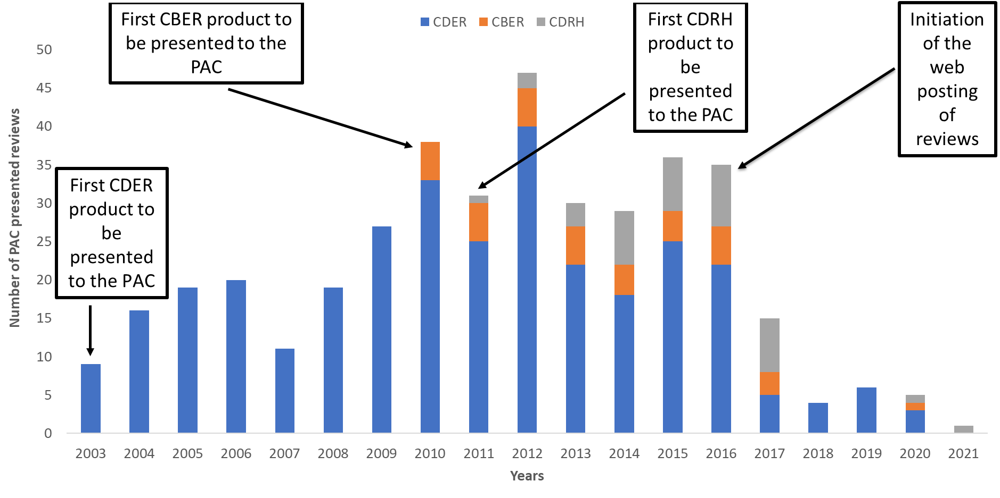 First CBER product to
be presented to the
PAC
CDER CBER CDRH
First CDRH
product to
be
presented
to the PAC
Initiation
of the
web
posting
of
reviews
First CDER
product to
be
presented
to the PAC
Number of PAC presented reviews
50
45
40
35
30
25
20
15
10
5
0
2003 2004 2005 2006 2007 2008 2009 2010 2011 2012 2013 2014 2015 2016 2017 2018 2019 2020 2021
Years